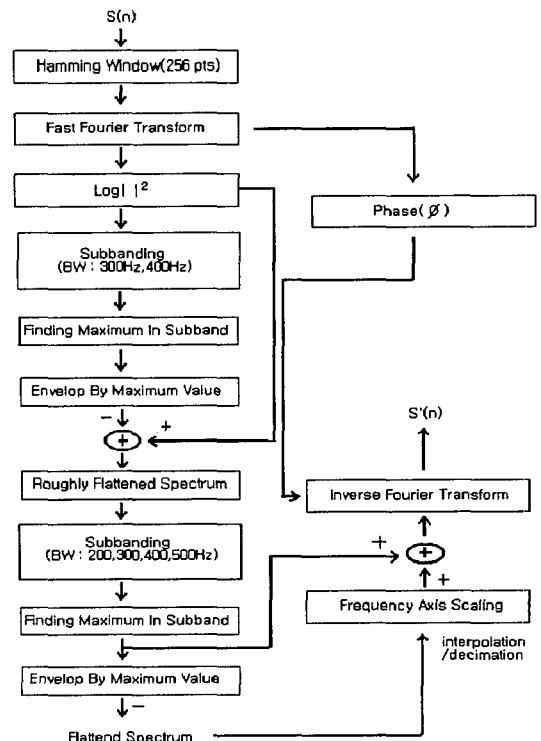 S(n)
Hamming Window(256 pts)
Fast Fourier Transform
Log| |²
Phase( Ø )
Subbanding
(BW : 300Hz,400Hz)
Finding Maximum In Subband
Envelop By Maximum Value
−
+
+
S'(n)
Roughly Flattened Spectrum
Inverse Fourier Transform
Subbanding
(BW : 200,300,400,500Hz)
+
+
+
Frequency Axis Scaling
Finding Maximum In Subband
interpolation
/decimation
Envelop By Maximum Value
−
Flattend Spectrum